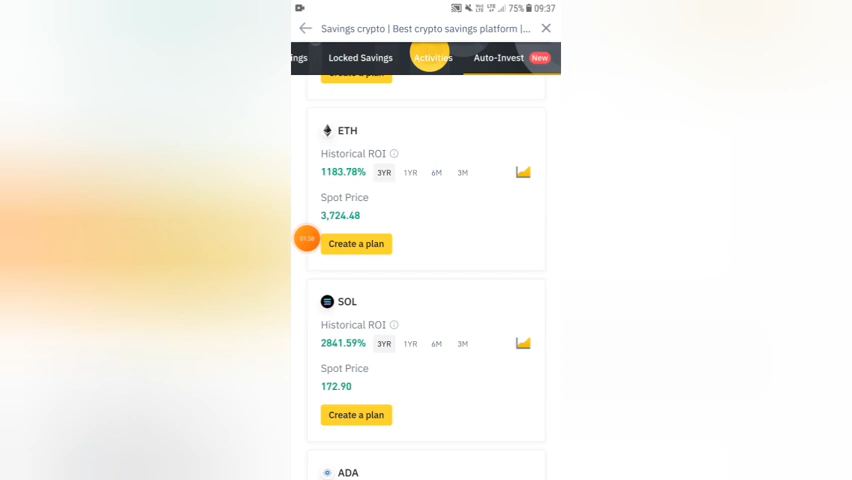 75% 09:37
Savings crypto | Best crypto savings platform |...
ings Locked Savings Activities Auto-Invest New
Create a plan
ETH
Historical ROI
1183.78% 3YR 1YR 6M 3M
Spot Price
3,724.48
Create a plan
SOL
Historical ROI
2841.59% 3YR 1YR 6M 3M
Spot Price
172.90
Create a plan
ADA